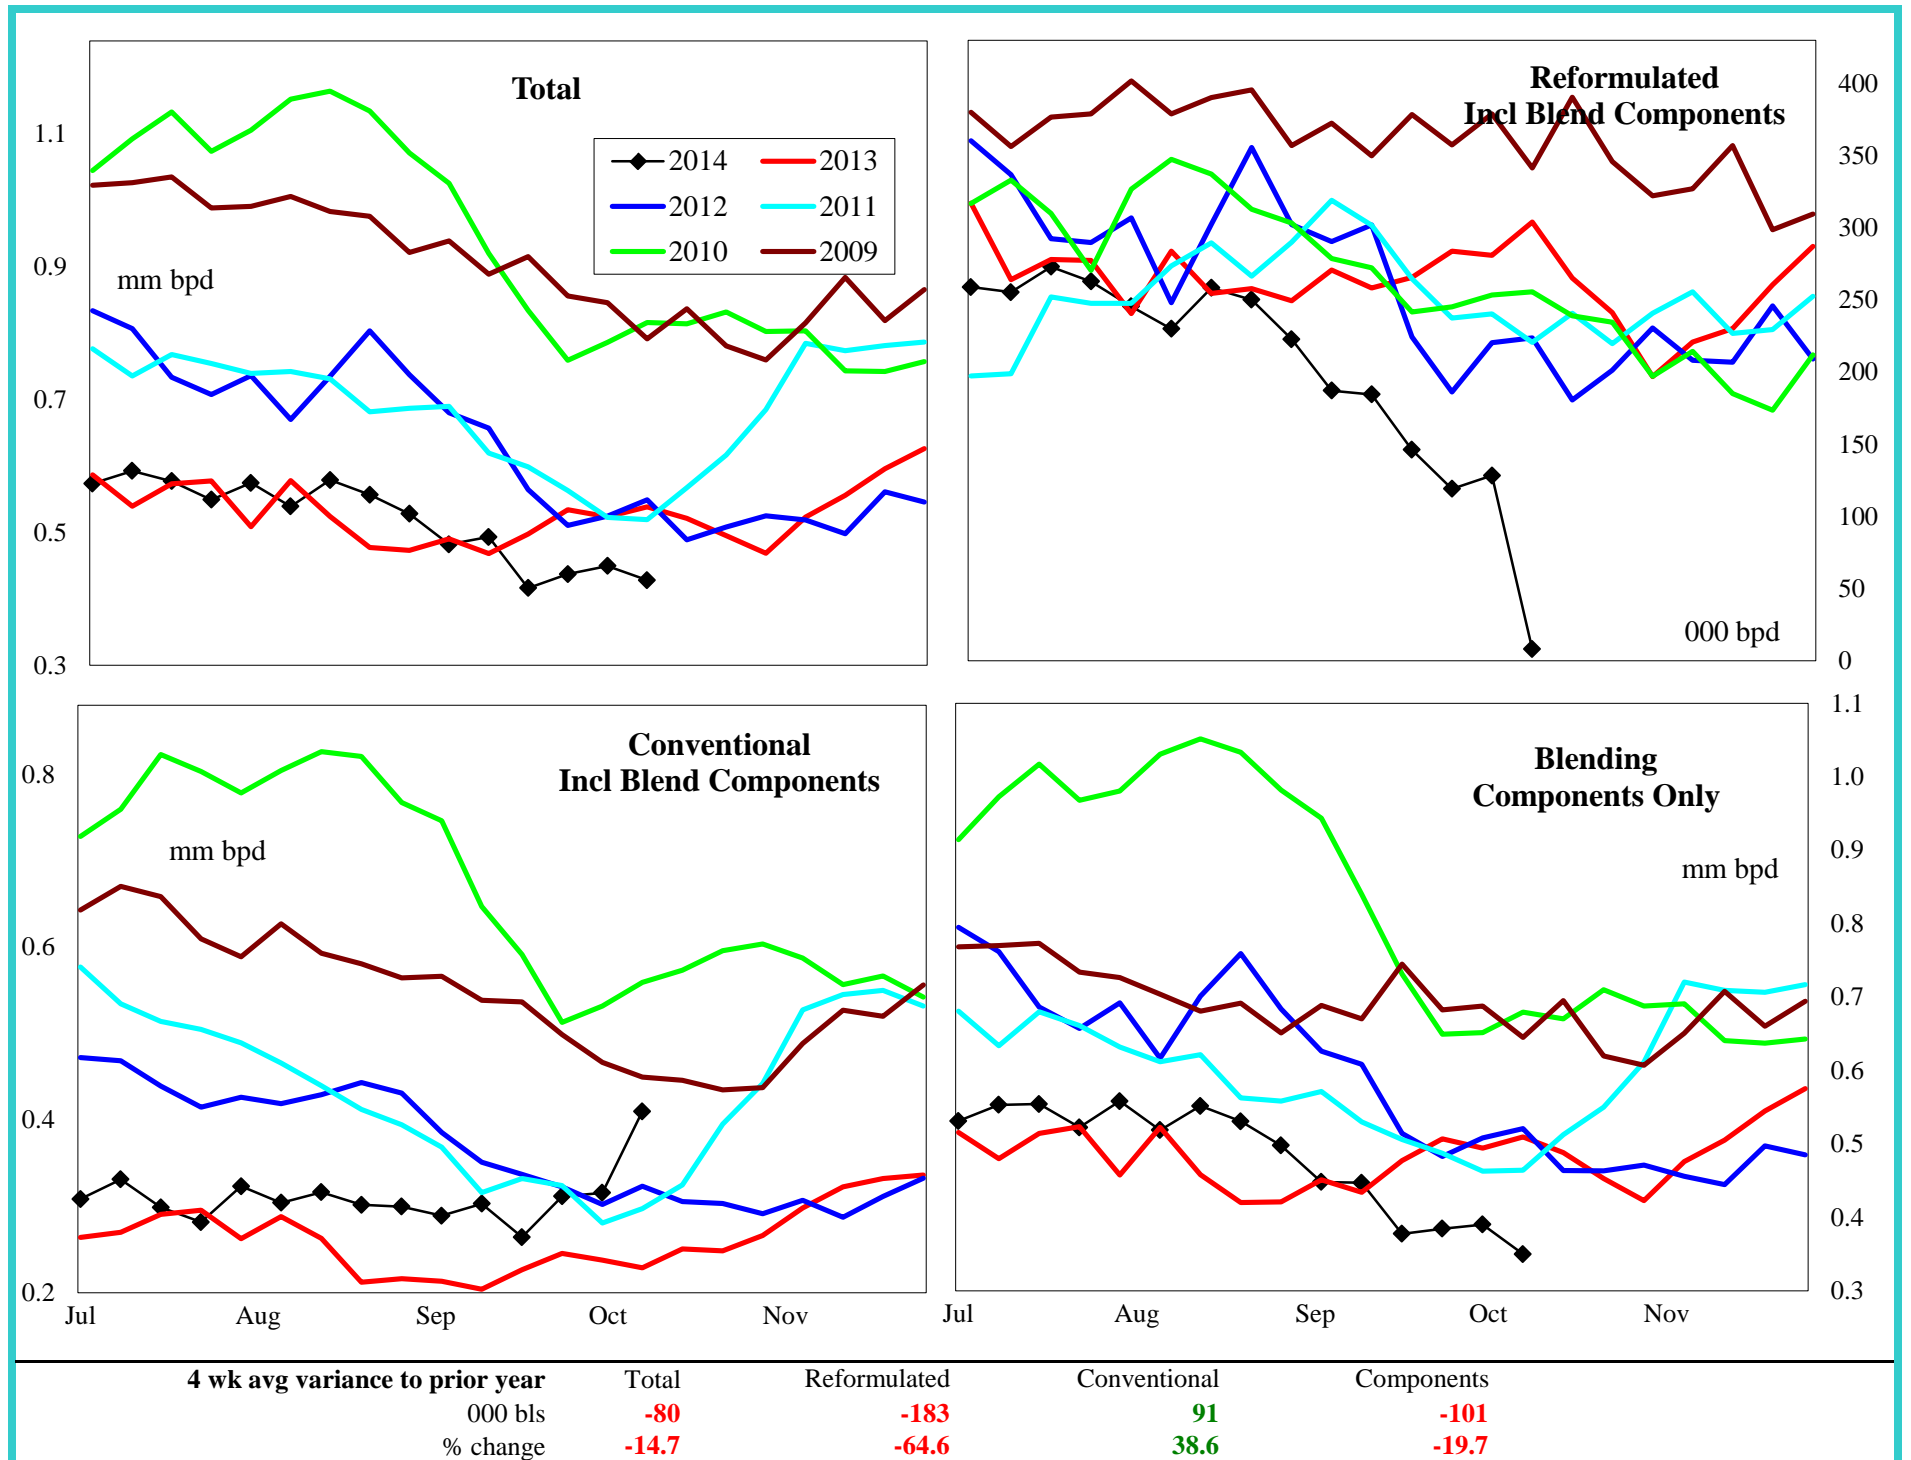 Total
1.1
0.9
0.7
0.5
0.3
mm bpd
2014 2013
2012 2011
2010 2009
Reformulated
Incl Blend Components
400
350
300
250
200
150
100
50
0
000 bpd
Conventional
Incl Blend Components
mm bpd
0.8
0.6
0.4
0.2
Jul Aug Sep Oct Nov
Blending
Components Only
mm bpd
1.1
1.0
0.9
0.8
0.7
0.6
0.5
0.4
0.3
Jul Aug Sep Oct Nov
4 wk avg variance to prior year Total Reformulated Conventional Components
000 bls -80 -183 91 -101
% change -14.7 -64.6 38.6 -19.7